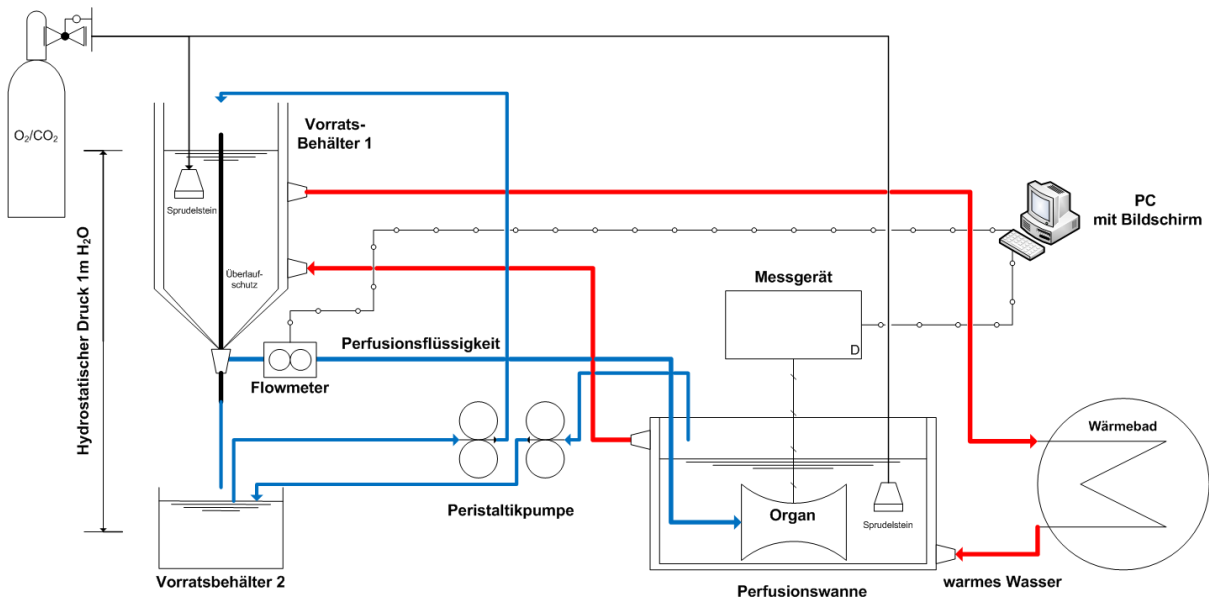 O2/CO2
Vorrats-
Behälter 1
Sprudelstein
PC
mit Bildschirm
Hydrostatischer Druck 1m H2O
Überlauf-
schutz
Messgerät
D
Perfusionsflüssigkeit
Flowmeter
Wärmebad
Peristaltikpumpe
Organ
Sprudelstein
Vorratsbehälter 2
Perfusionswanne
warmes Wasser